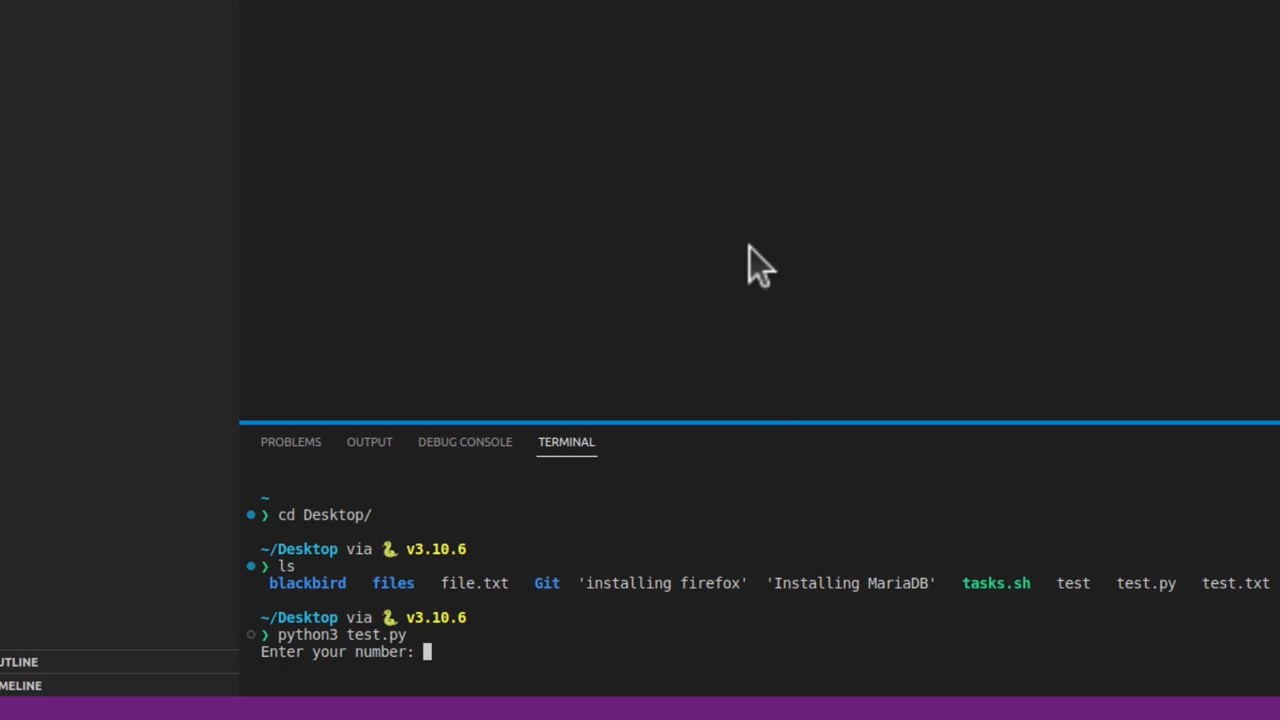 PROBLEMS OUTPUT DEBUG CONSOLE TERMINAL
~
❯ cd Desktop/
~/Desktop via 🐍 v3.10.6
❯ ls
blackbird files file.txt Git 'installing firefox' 'Installing MariaDB' tasks.sh test test.py test.txt
~/Desktop via 🐍 v3.10.6
❯ python3 test.py
Enter your number:
UTLINE
MELINE